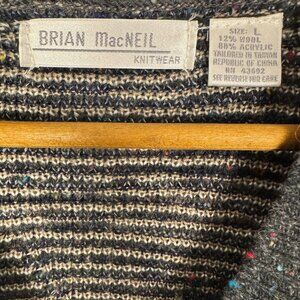 BRIAN MacNEIL
KNITWEAR
SIZE: L
12% WOOL
88% ACRYLIC
TAILORED IN TAIWAN
REPUBLIC OF CHINA
RN 43692
SEE REVERSE FOR CARE